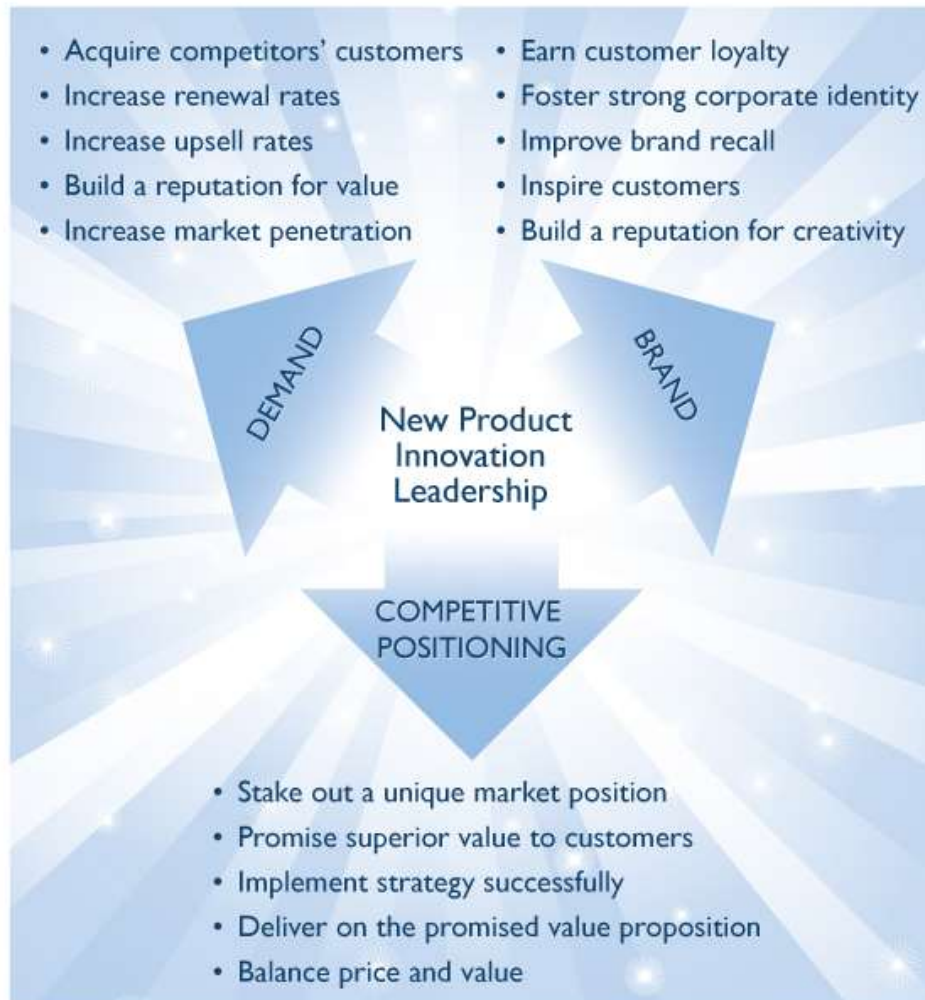 • Acquire competitors’ customers
• Increase renewal rates
• Increase upsell rates
• Build a reputation for value
• Increase market penetration
• Earn customer loyalty
• Foster strong corporate identity
• Improve brand recall
• Inspire customers
• Build a reputation for creativity
DEMAND
BRAND
New Product
Innovation
Leadership
COMPETITIVE
POSITIONING
• Stake out a unique market position
• Promise superior value to customers
• Implement strategy successfully
• Deliver on the promised value proposition
• Balance price and value